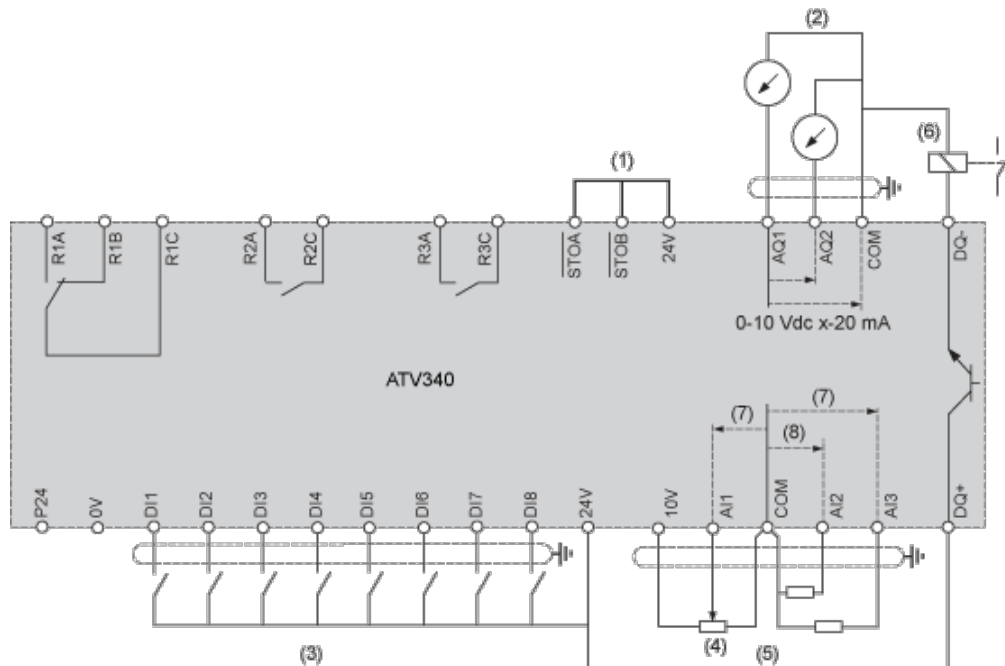 (2)
(6)
(1)
R1A
R1B
R1C
R2A
R2C
R3A
R3C
STOA
STOB
24V
AQ1
AQ2
COM
DQ-
0-10 Vdc x-20 mA
ATV340
(7)
(7)
(8)
P24
0V
DI1
DI2
DI3
DI4
DI5
DI6
DI7
DI8
24V
10V
AI1
COM
AI2
AI3
DQ+
(3)
(4)
(5)